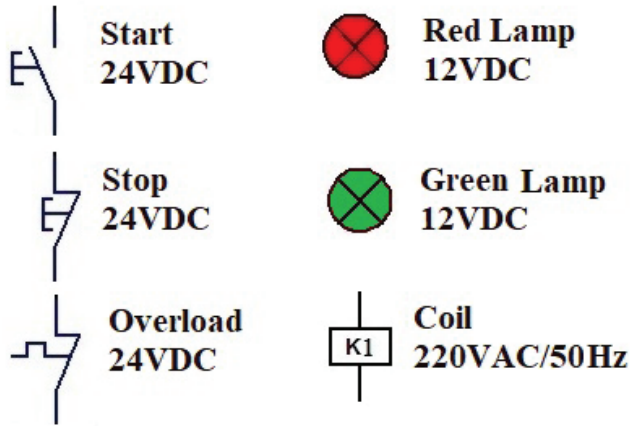 Start
24VDC
Red Lamp
12VDC
Stop
24VDC
Green Lamp
12VDC
Overload
24VDC
K1
Coil
220VAC/50Hz